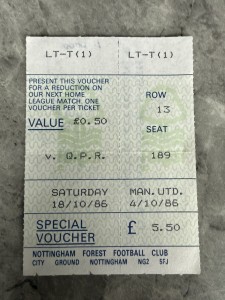 LT-T(1) LT-T(1)
PRESENT THIS VOUCHER
FOR A REDUCTION ON
OUR NEXT HOME
LEAGUE MATCH. ONE
VOUCHER PER TICKET
ROW
13
VALUE £0.50
SEAT
v. Q.P.R. 189
SATURDAY MAN.UTD.
18/10/86 4/10/86
SPECIAL
VOUCHER
£ 5.50
NOTTINGHAM FOREST FOOTBALL CLUB
CITY GROUND NOTTINGHAM NG2 5FJ